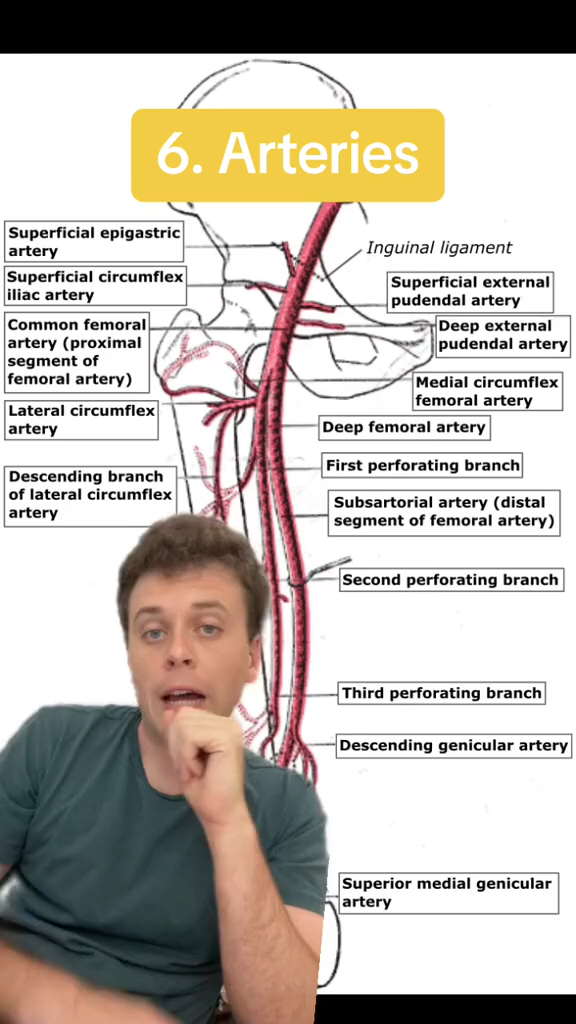 6. Arteries
Superficial epigastric
artery
Inguinal ligament
Superficial circumflex
iliac artery
Superficial external
pudendal artery
Common femoral
artery (proximal
segment of
femoral artery)
Deep external
pudendal artery
Medial circumflex
femoral artery
Lateral circumflex
artery
Deep femoral artery
First perforating branch
Descending branch
of lateral circumflex
artery
Subsartorial artery (distal
segment of femoral artery)
Second perforating branch
Third perforating branch
Descending genicular artery
Superior medial genicular
artery